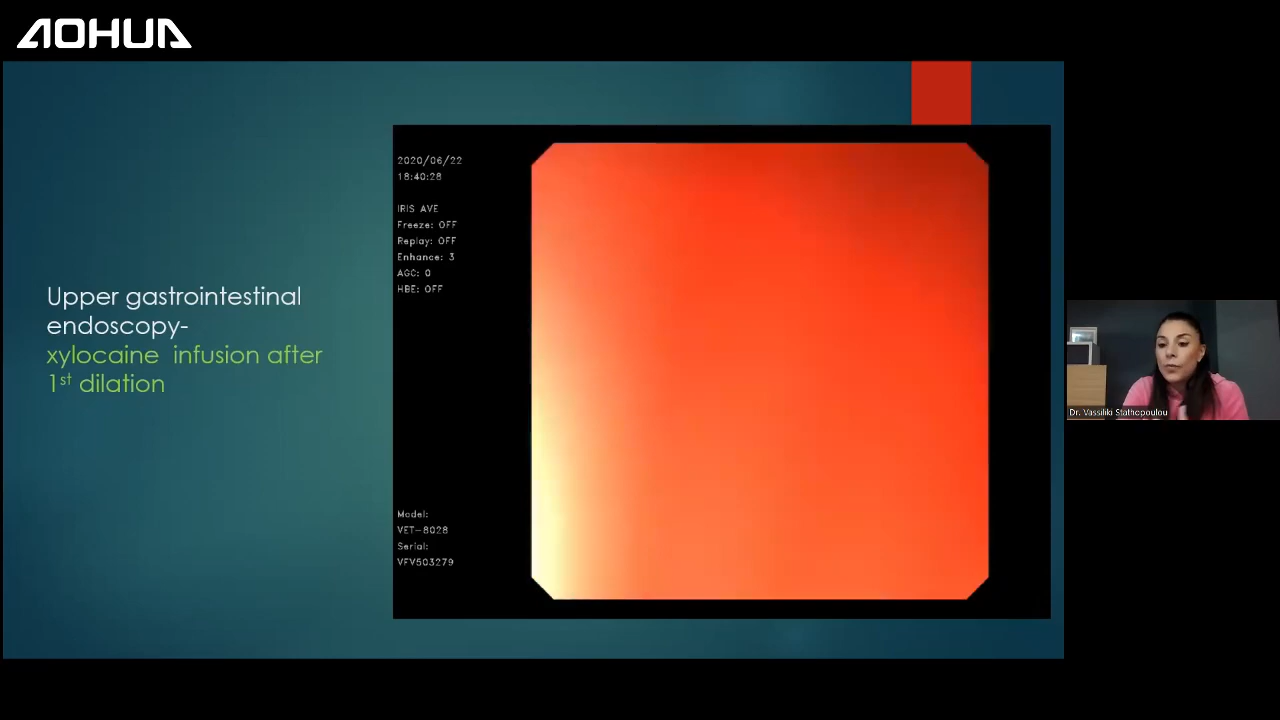 AOHUA
2020/06/22
18:40:28
IRIS AVE
Freeze: OFF
Replay: OFF
Enhance: 3
AGC: 0
HBE: OFF
Upper gastrointestinal
endoscopy-
xylocaine infusion after
1st dilation
Model:
VET-8028
Serial:
VFV503279
Dr. Vassiliki Stathopoulou